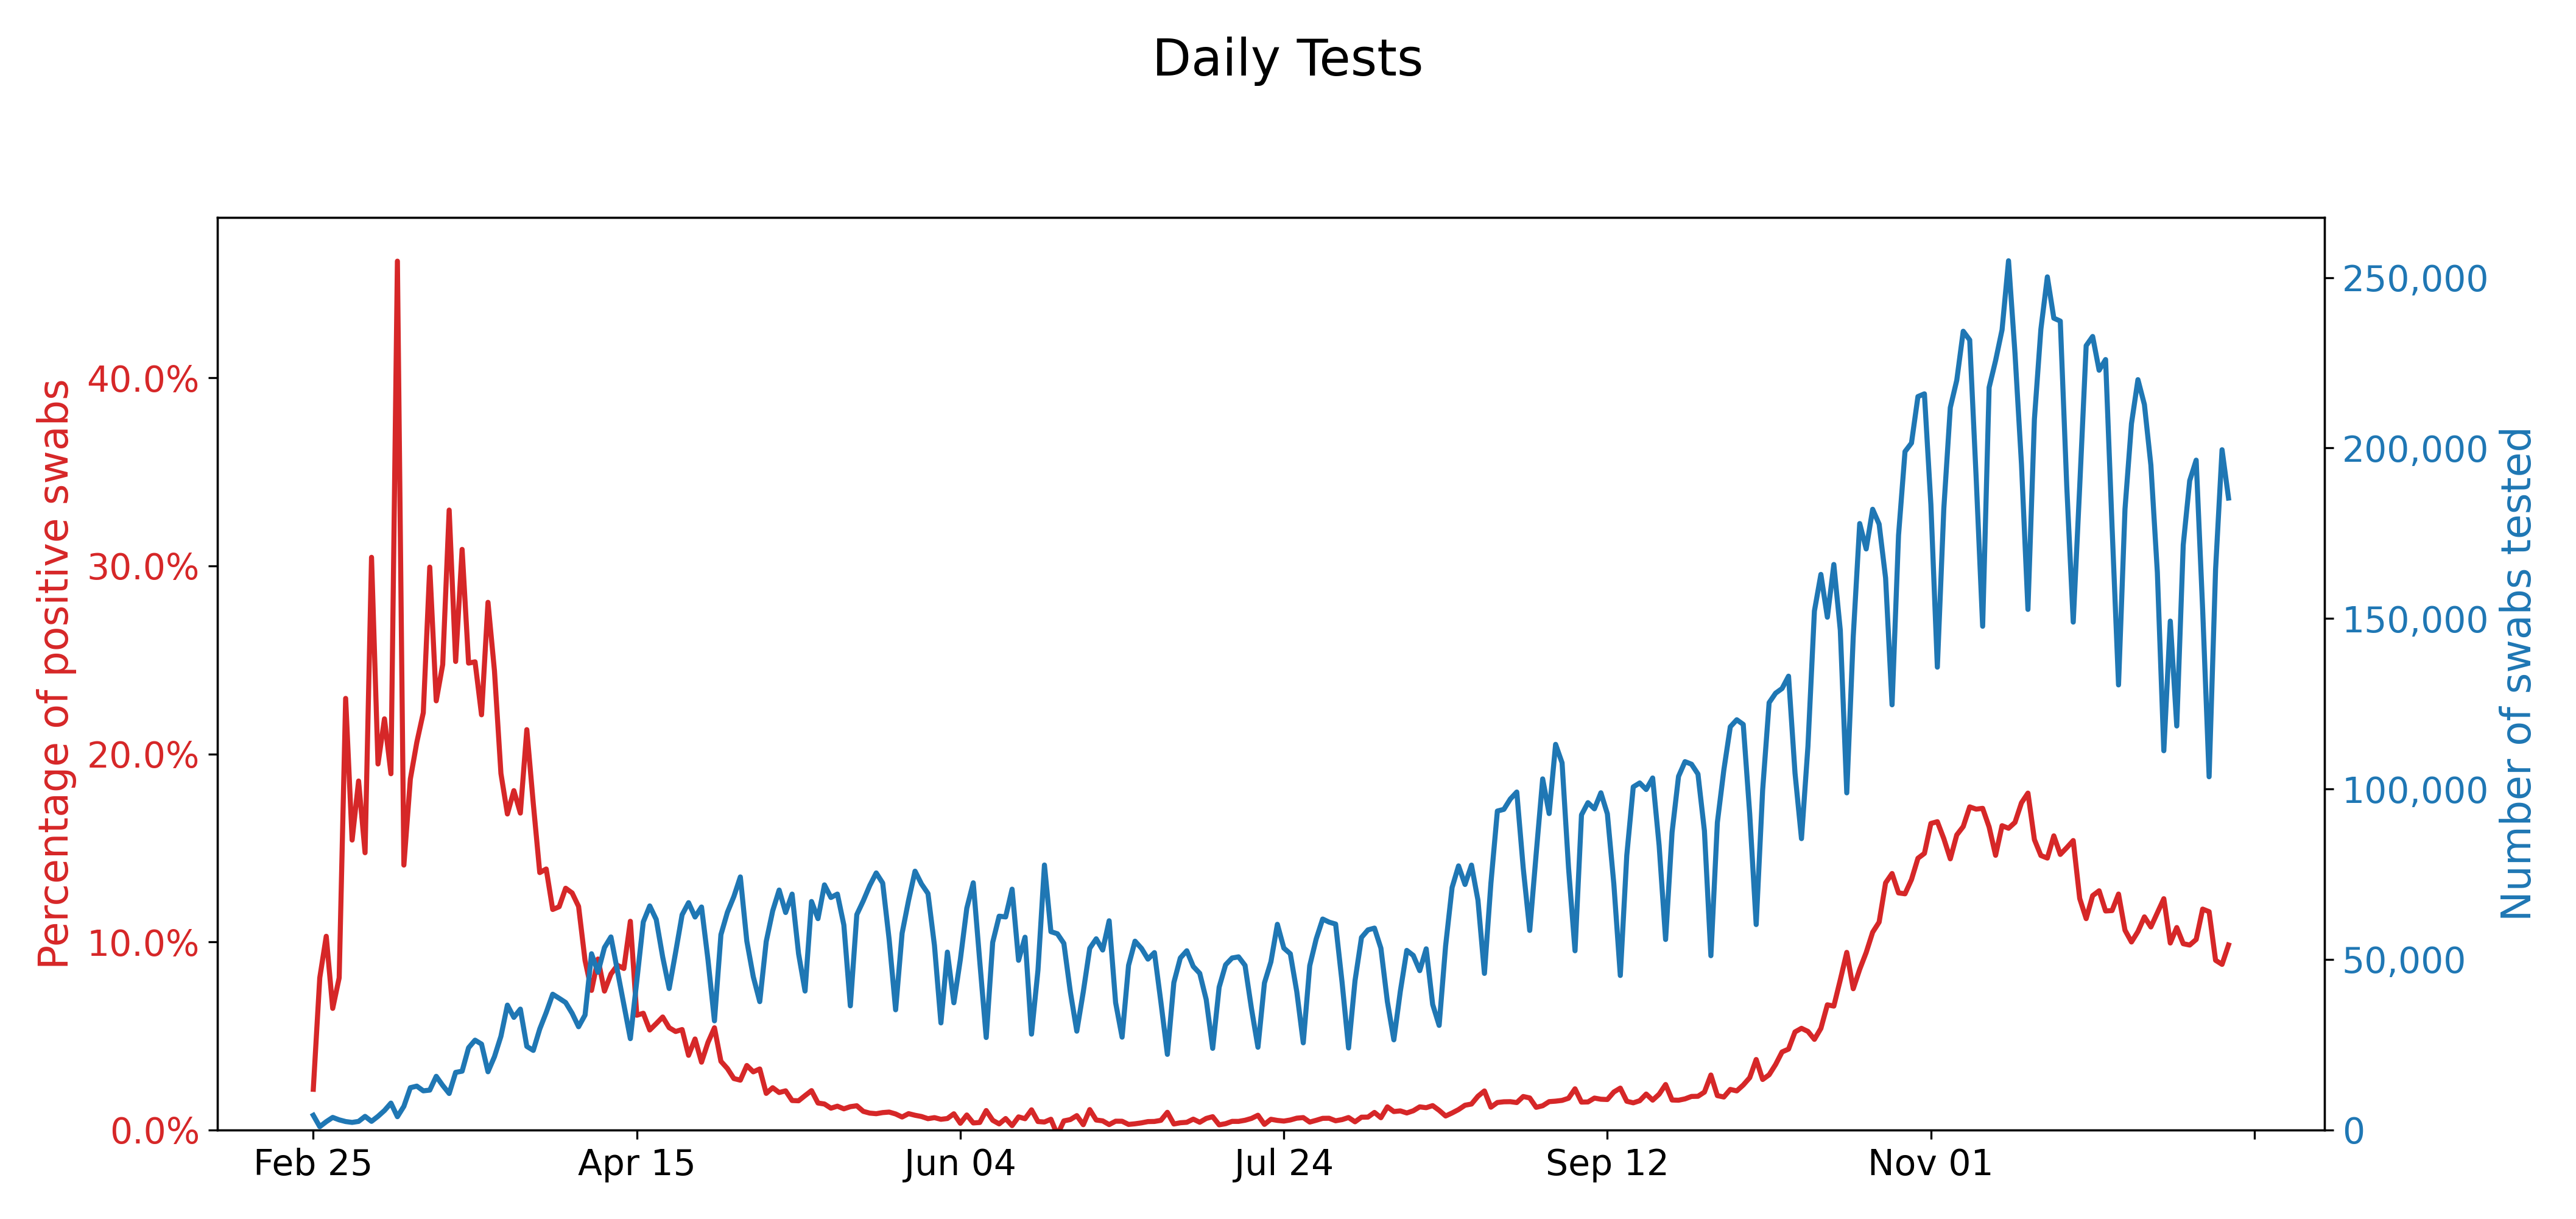 Daily Tests
Percentage of positive swabs
40.0%
30.0%
20.0%
10.0%
0.0%
250,000
200,000
150,000
100,000
50,000
0
Number of swabs tested
Feb 25
Apr 15
Jun 04
Jul 24
Sep 12
Nov 01